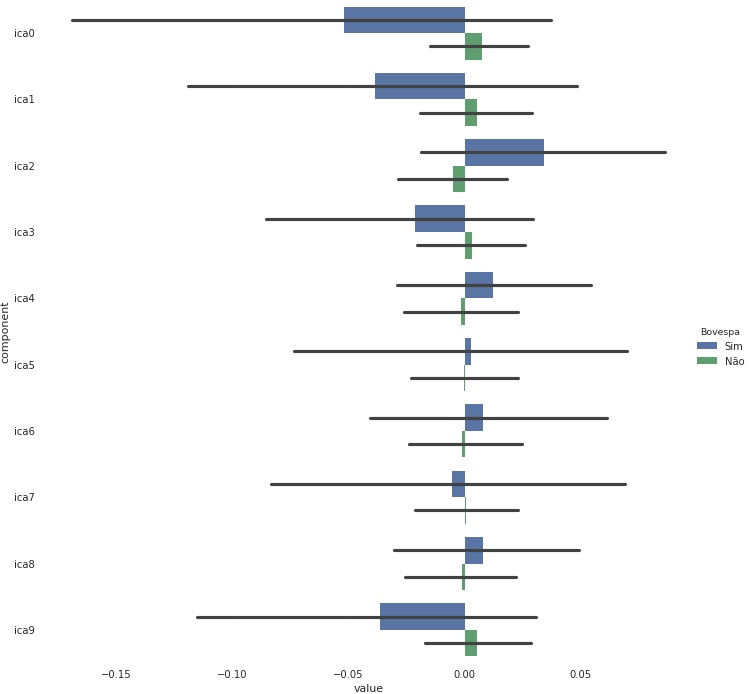 ica0
ica1
ica2
ica3
ica4
ica5
ica6
ica7
ica8
ica9
component
−0.15 −0.10 −0.05 0.00 0.05
value
Bovespa
Sim
Não